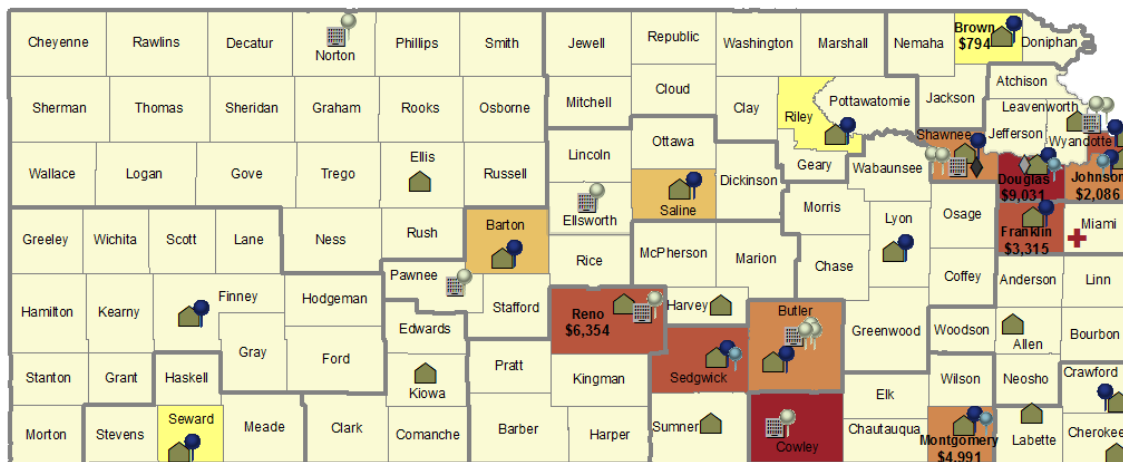 Cheyenne
Rawlins
Decatur
Norton
Phillips
Smith
Jewell
Republic
Washington
Marshall
Nemaha
Brown
$794
Doniphan
Sherman
Thomas
Sheridan
Graham
Rooks
Osborne
Mitchell
Cloud
Clay
Riley
Pottawatomie
Jackson
Atchison
Leavenworth
Jefferson
Wyandotte
Wallace
Logan
Gove
Trego
Ellis
Russell
Lincoln
Ottawa
Saline
Dickinson
Geary
Wabaunsee
Shawnee
Douglas
$9,031
Johnson
$2,086
Greeley
Wichita
Scott
Lane
Ness
Rush
Barton
Ellsworth
Rice
McPherson
Marion
Morris
Chase
Lyon
Osage
Franklin
$3,315
Miami
Hamilton
Kearny
Finney
Hodgeman
Pawnee
Stafford
Edwards
Reno
$6,354
Harvey
Butler
Greenwood
Coffey
Anderson
Linn
Woodson
Allen
Bourbon
Stanton
Grant
Haskell
Gray
Ford
Kiowa
Pratt
Kingman
Sedgwick
Elk
Wilson
Neosho
Crawford
Morton
Stevens
Seward
Meade
Clark
Comanche
Barber
Harper
Sumner
Cowley
Chautauqua
Montgomery
$4,991
Labette
Cherokee